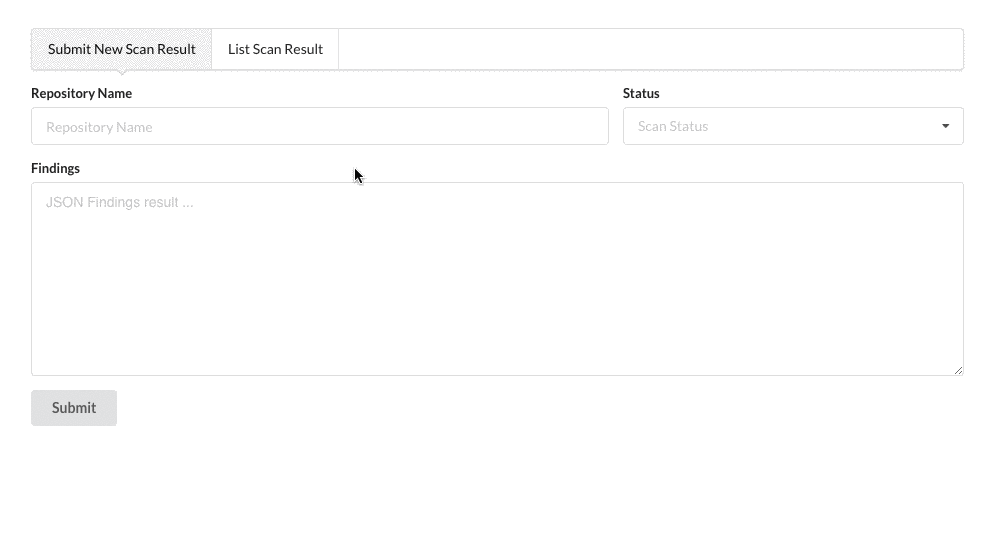 Submit New Scan Result List Scan Result
Repository Name Status
Repository Name Scan Status
Findings
JSON Findings result ...
Submit